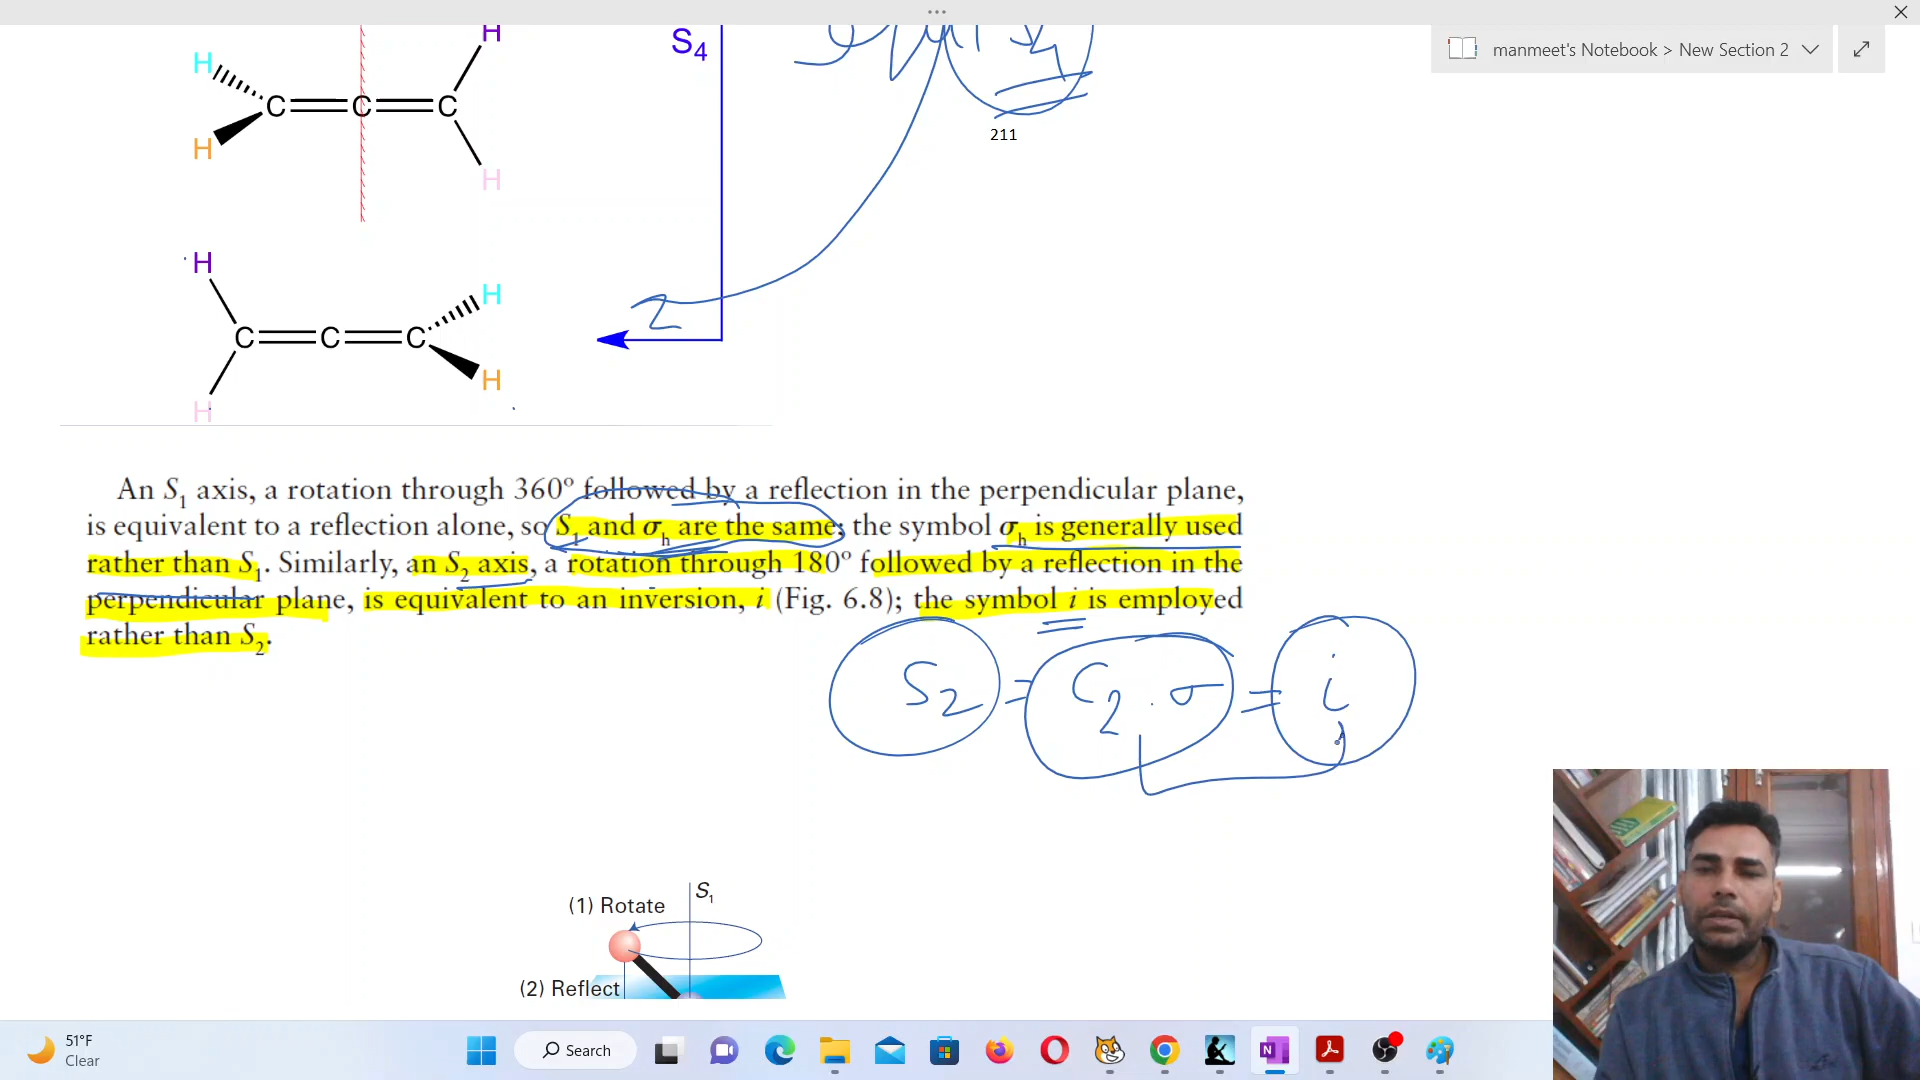 manmeet's Notebook > New Section 2
H
S4
H
C C C
211
H
H
H
H
2
C C C
H
H
H
An S1 axis, a rotation through 360° followed by a reflection in the perpendicular plane,
is equivalent to a reflection alone, so S1 and σh are the same; the symbol σh is generally used
rather than S1. Similarly, an S2 axis, a rotation through 180° followed by a reflection in the
perpendicular plane, is equivalent to an inversion, i (Fig. 6.8); the symbol i is employed
rather than S2.
S2 = C2 . σ = i
S1
(1) Rotate
(2) Reflect
51°F
Clear
Search